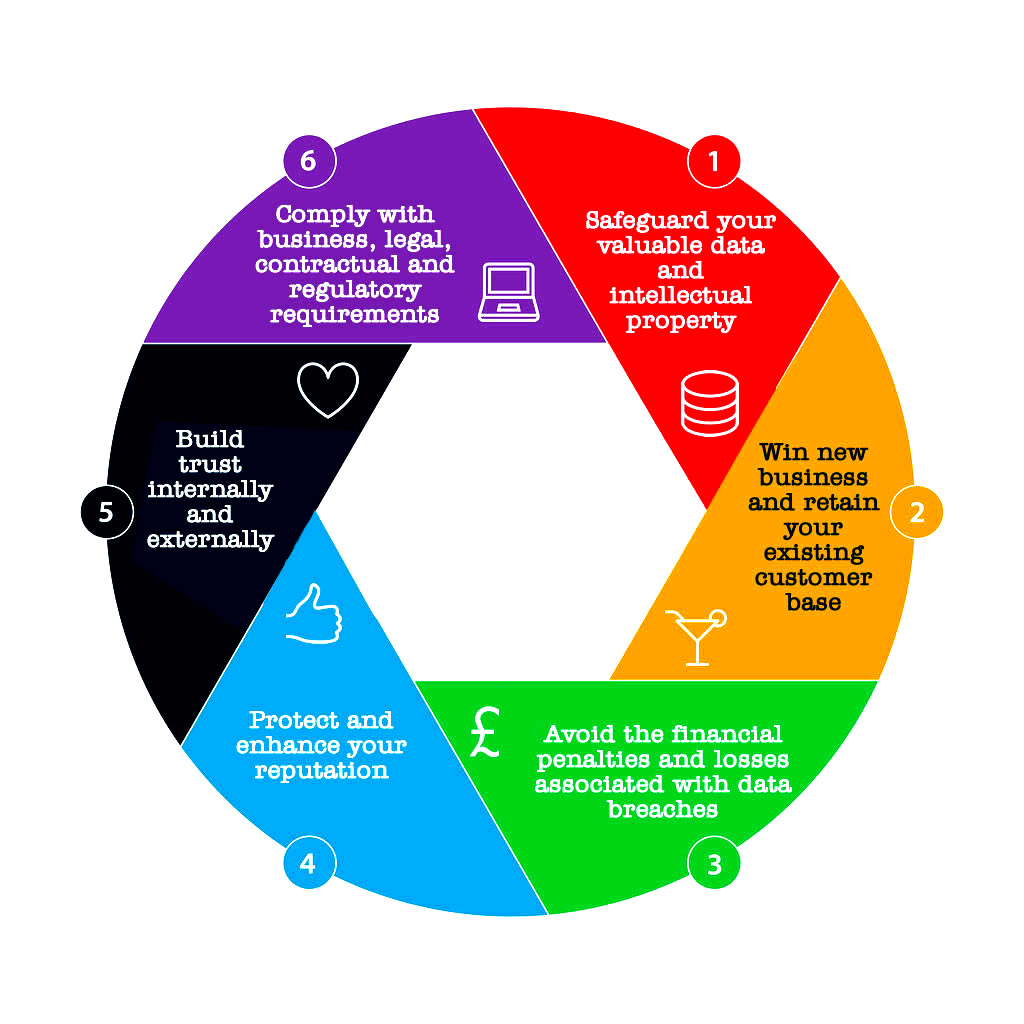 1
Safeguard your
valuable data
and
intellectual
property
2
Win new
business
and retain
your
existing
customer
base
3
£
Avoid the financial
penalties and losses
associated with data
breaches
4
Protect and
enhance your
reputation
5
Build
trust
internally
and
externally
6
Comply with
business, legal,
contractual and
regulatory
requirements